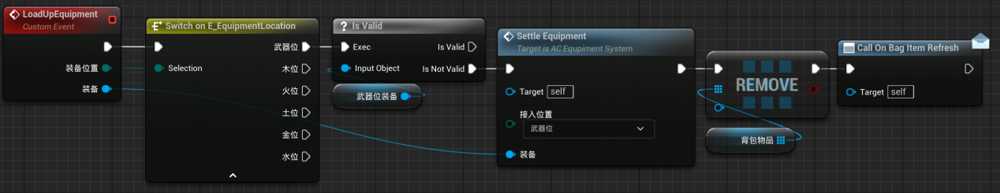 LoadUpEquipment
Custom Event
装备位置
装备
Switch on E_EquipmentLocation
Selection
武器位
木位
火位
土位
金位
水位
Is Valid
Exec
Is Valid
Input Object
Is Not Valid
武器位装备
Settle Equipment
Target is AC Equpiment System
Target
self
接入位置
武器位
装备
REMOVE
背包物品
Call On Bag Item Refresh
Target
self